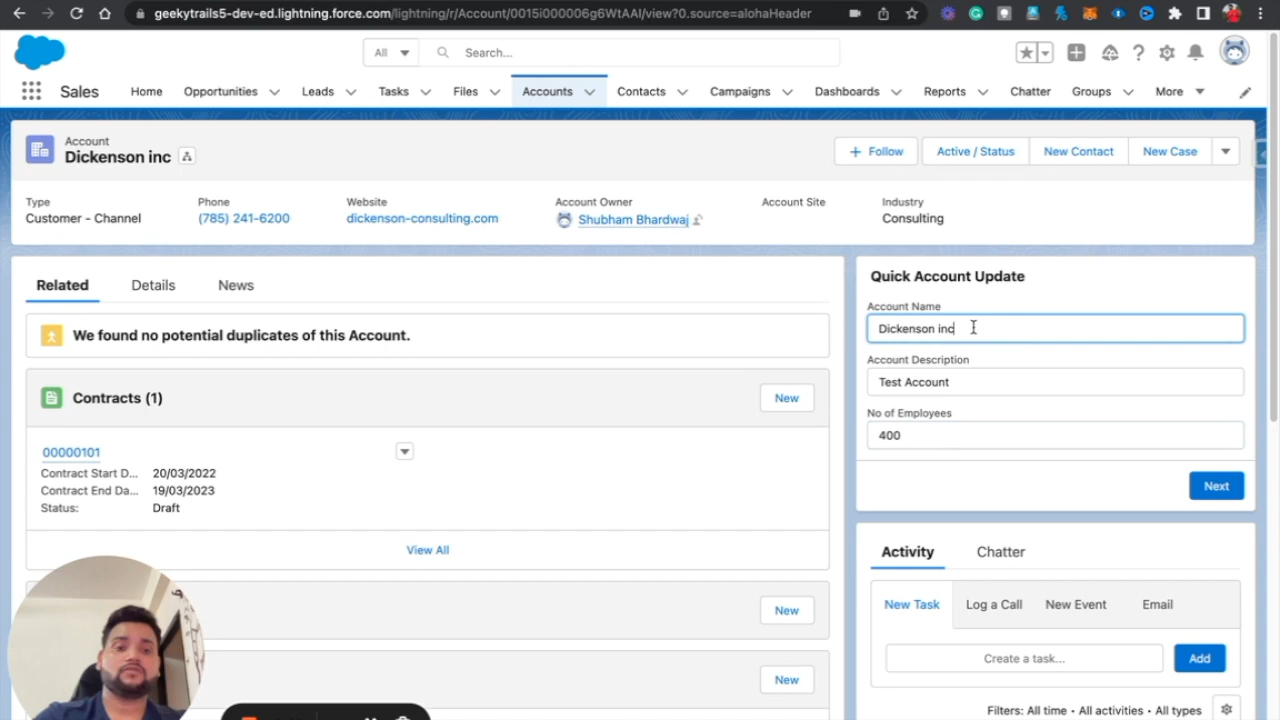 geekytrails5-dev-ed.lightning.force.com/lightning/r/Account/0015i000006g6WtAAI/view?0.source=alohaHeader
All
Search...
Sales
Home
Opportunities
Leads
Tasks
Files
Accounts
Contacts
Campaigns
Dashboards
Reports
Chatter
Groups
More
Account
Dickenson inc
+ Follow
Active / Status
New Contact
New Case
Type
Customer - Channel
Phone
(785) 241-6200
Website
dickenson-consulting.com
Account Owner
Shubham Bhardwaj
Account Site
Industry
Consulting
Related
Details
News
We found no potential duplicates of this Account.
Contracts (1)
New
00000101
Contract Start D... 20/03/2022
Contract End Da... 19/03/2023
Status: Draft
View All
New
New
Quick Account Update
Account Name
Dickenson inc
Account Description
Test Account
No of Employees
400
Next
Activity
Chatter
New Task
Log a Call
New Event
Email
Create a task...
Add
Filters: All time • All activities • All types